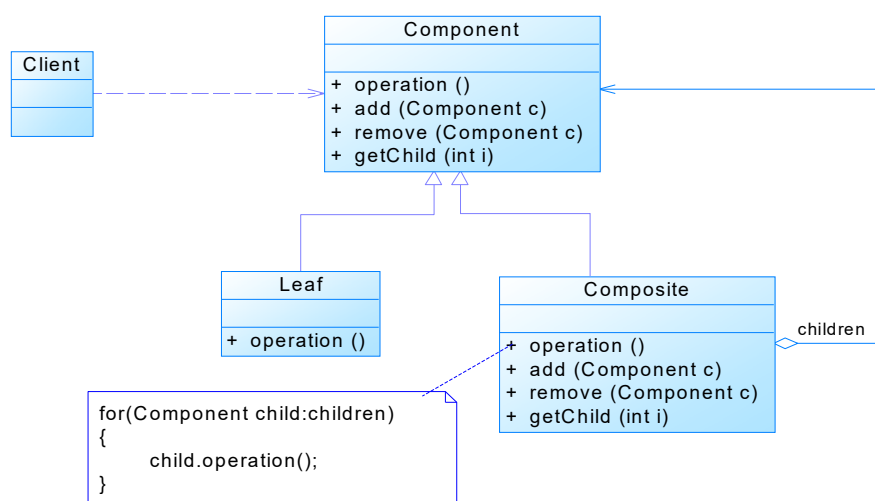 Component
Client
+ operation ()
+ add (Component c)
+ remove (Component c)
+ getChild (int i)
Leaf
+ operation ()
Composite
+ operation ()
+ add (Component c)
+ remove (Component c)
+ getChild (int i)
children
for(Component child:children)
{
child.operation();
}